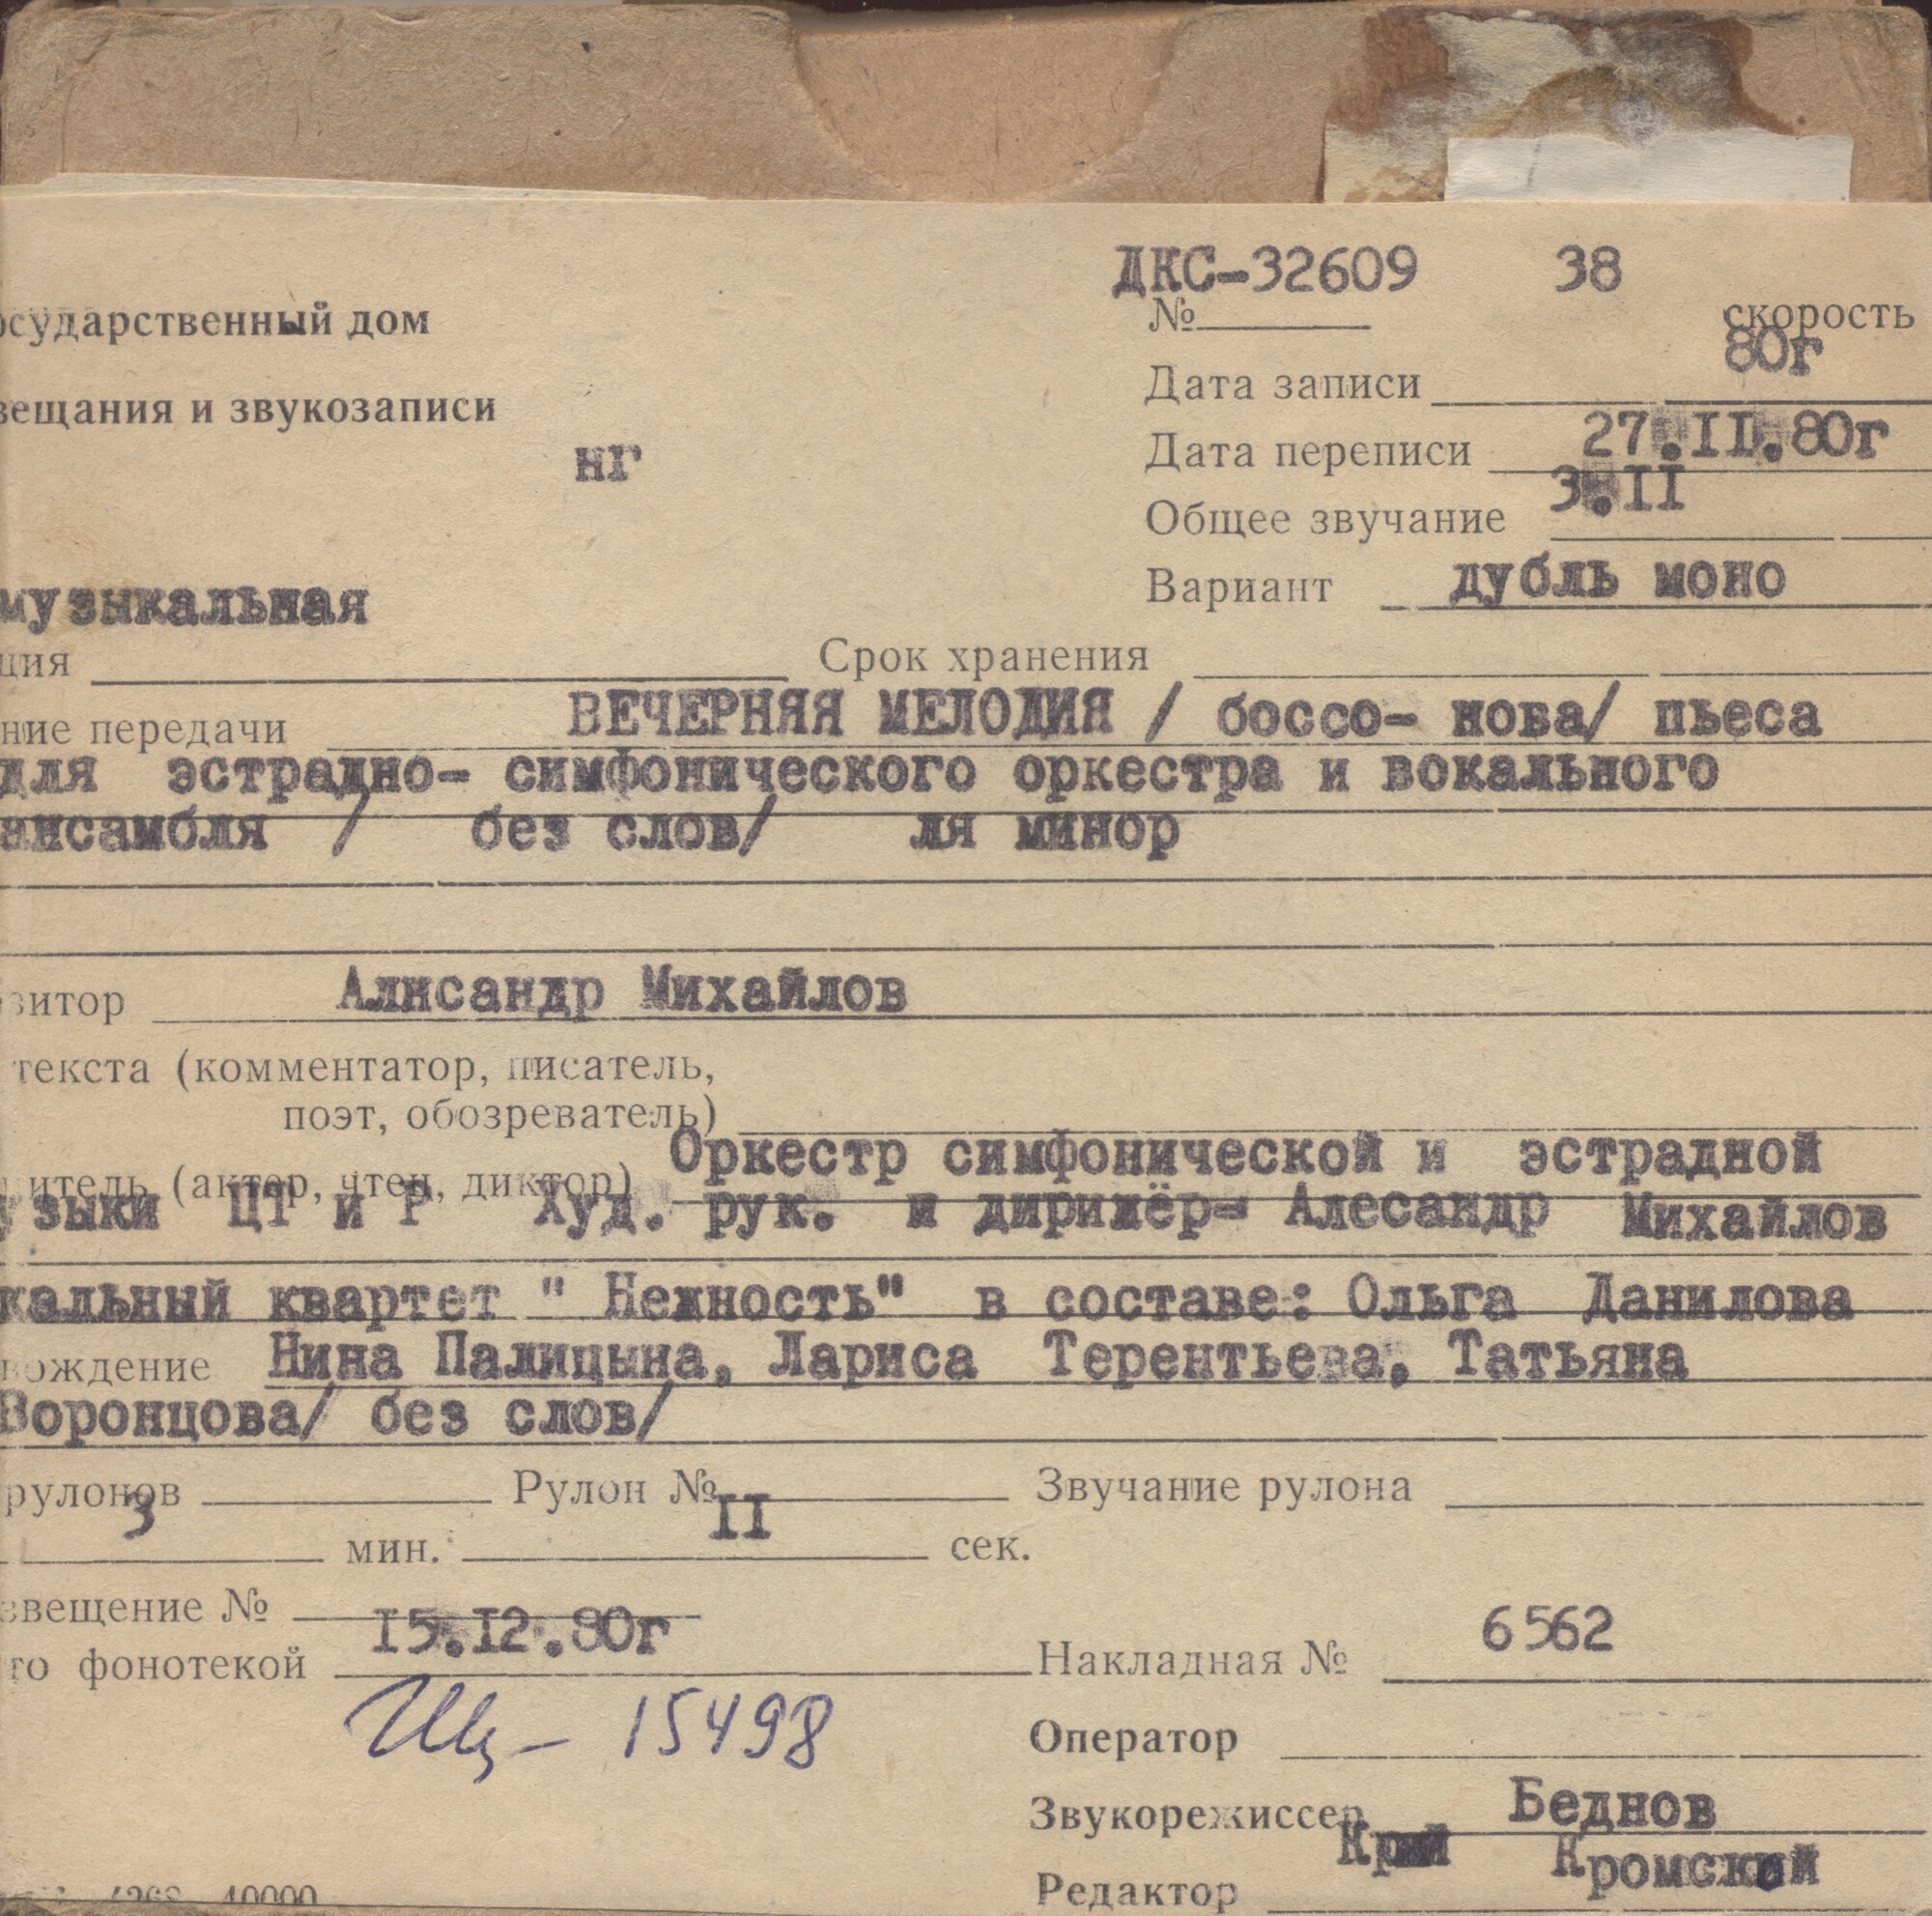 ДКС-32609 38
осударственный дом № скорость
80г
Дата записи
вещания и звукозаписи
нг
Дата переписи 27.II.80г
Общее звучание 3.II
музыкальная
Вариант дубль моно
ция Срок хранения
ние передачи ВЕЧЕРНЯЯ МЕЛОДИЯ / боссо- нова/ пьеса
для эстрадно- симфонического оркестра и вокального
ансамбля / без слов/ ля минор
зитор Алнсандр Михайлов
текста (комментатор, писатель,
поэт, обозреватель)
итель (актер, чтец, диктор) Оркестр симфонической и эстрадной
узыки ЦТ и Р Худ. рук. и дирижёр= Алесандр Михайлов
кальный квартет " Нежность" в составе: Ольга Данилова
вождение Нина Палицына, Лариса Терентьева, Татьяна
Воронцова/ без слов/
рулонов Рулон № Звучание рулона
3 мин. II сек.
звещение №
го фонотекой I5.I2.80г Накладная № 6562
15498
Оператор
Звукорежиссер Беднов
Редактор Кромской
10000